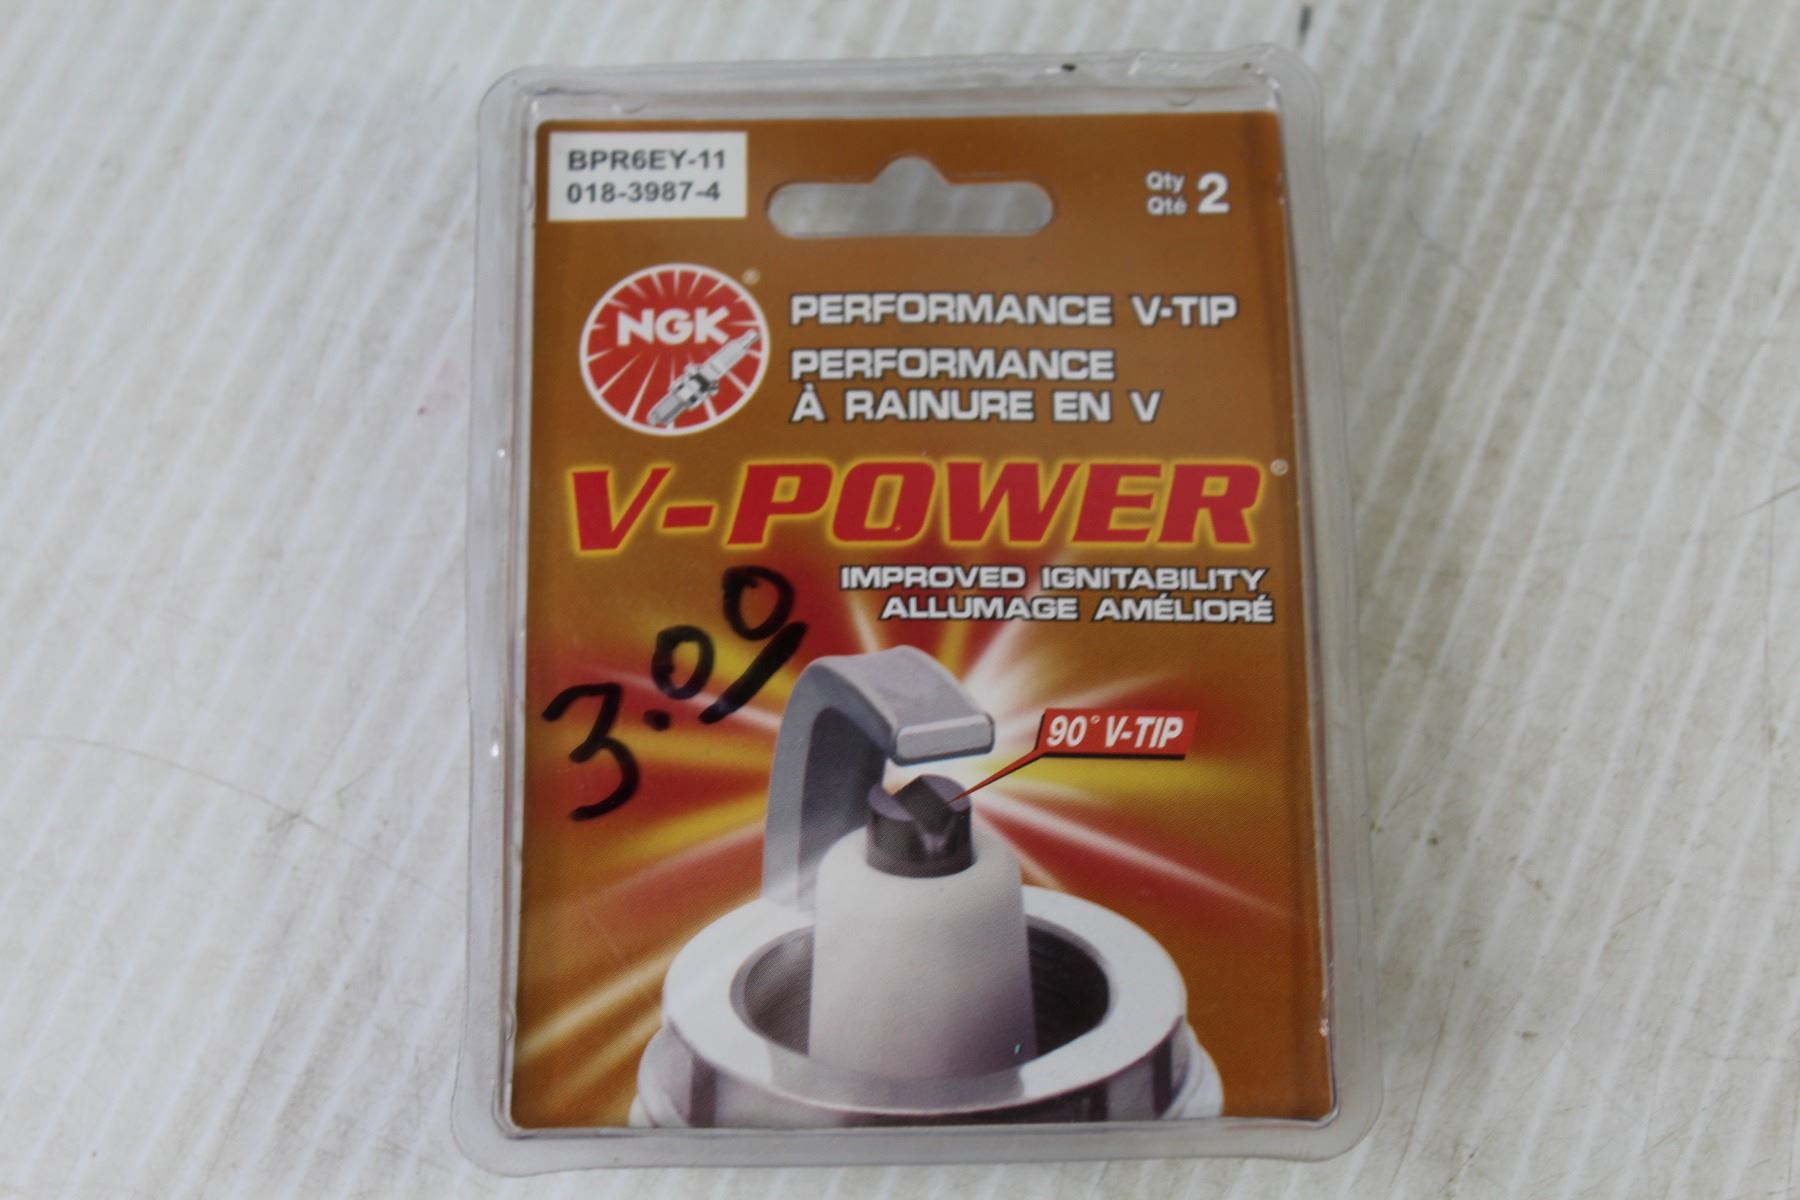 BPR6EY-11
018-3987-4
Qty
Qté 2
NGK®
PERFORMANCE V-TIP
PERFORMANCE
À RAINURE EN V
V-POWER®
IMPROVED IGNITABILITY
ALLUMAGE AMÉLIORÉ
3.09
90° V-TIP